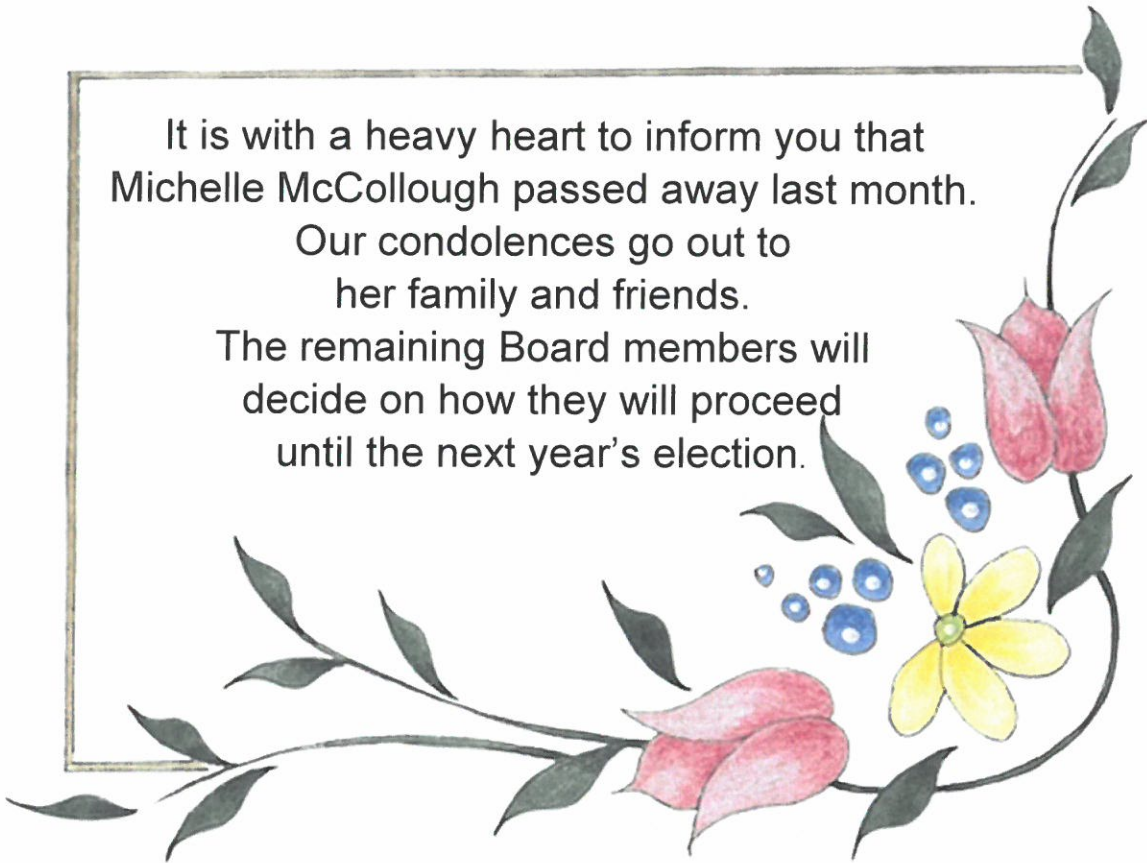 It is with a heavy heart to inform you that
Michelle McCollough passed away last month.
Our condolences go out to
her family and friends.
The remaining Board members will
decide on how they will proceed
until the next year's election.